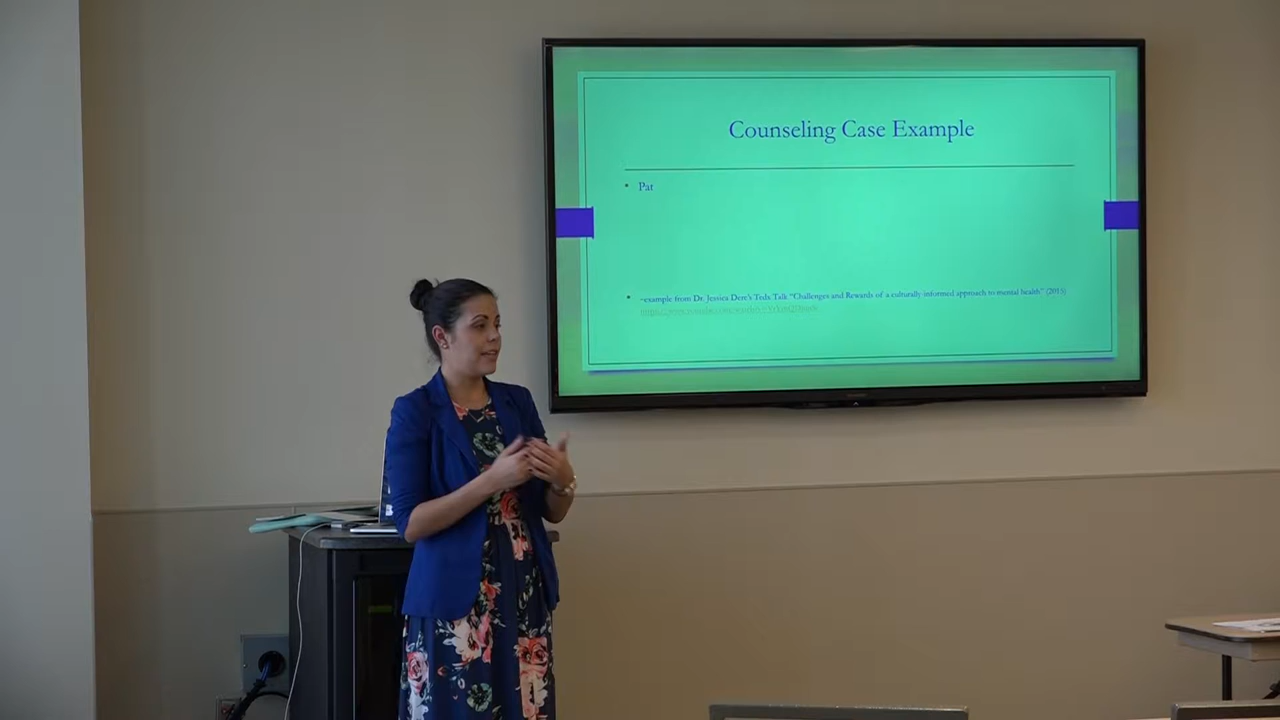 Counseling Case Example
• Pat
• ~example from Dr. Jessica Dere's Tedx Talk "Challenges and Rewards of a culturally informed approach to mental health" (2015)